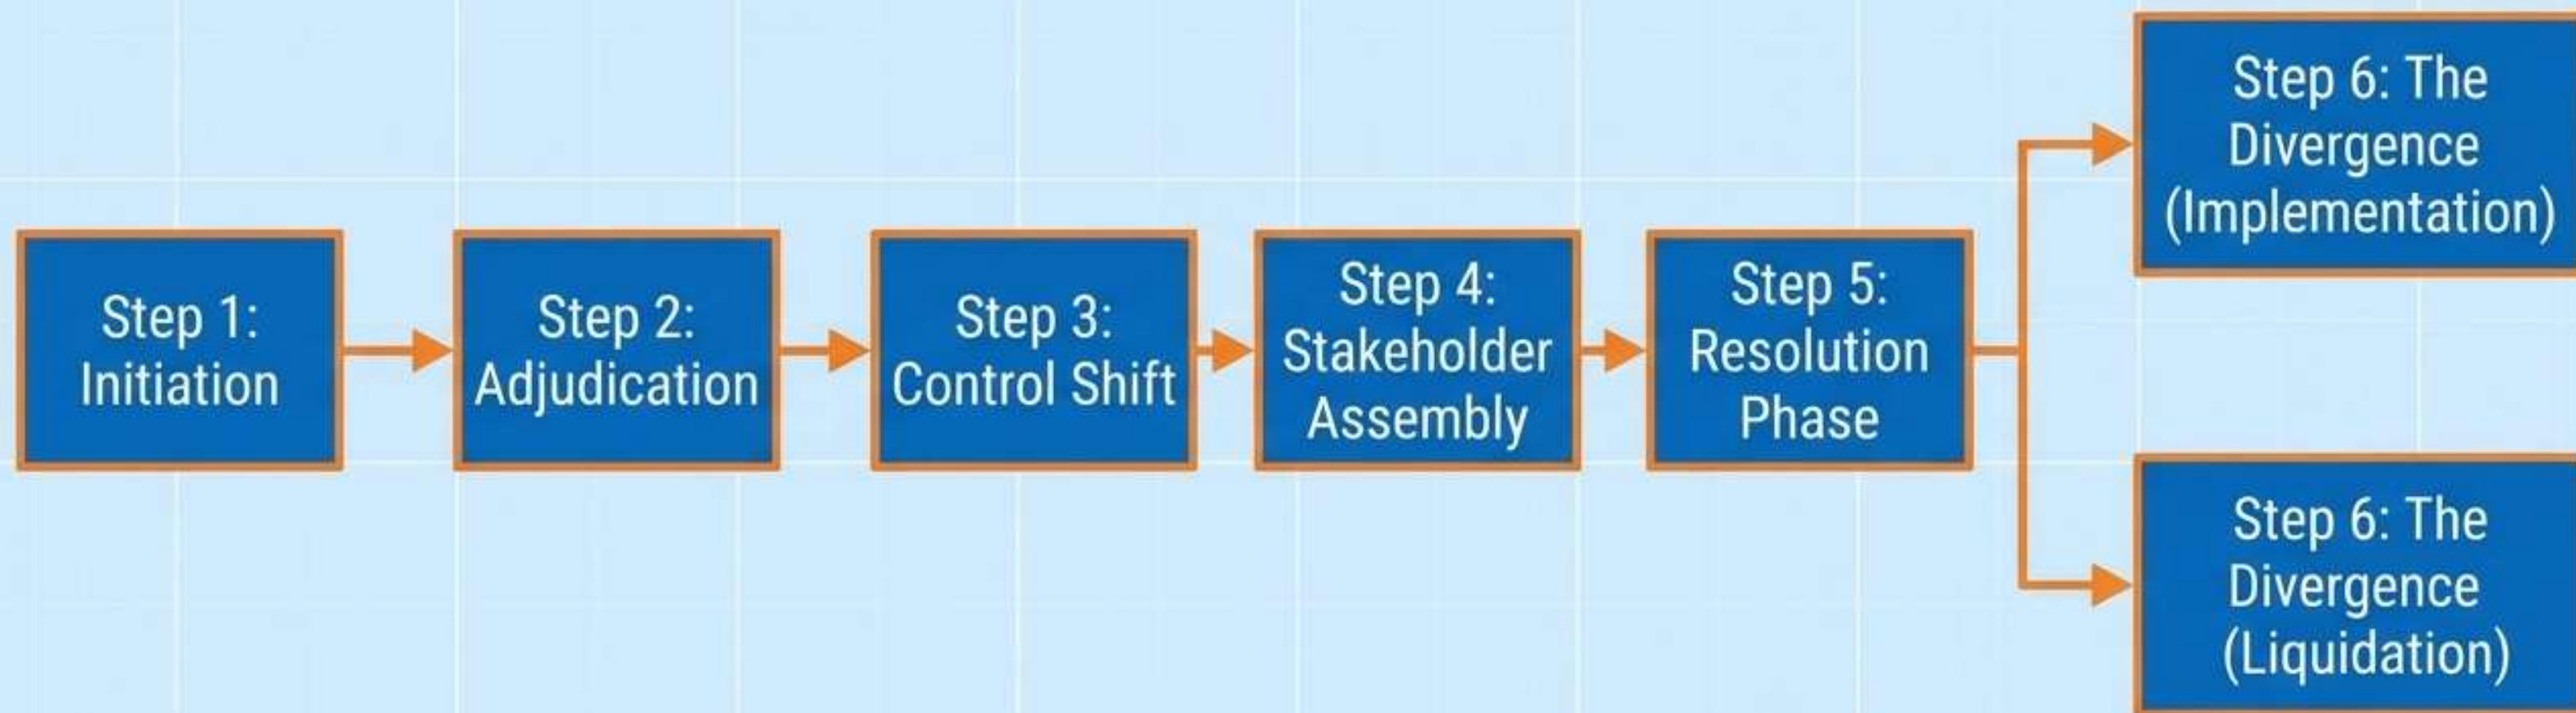 Step 1:
Initiation
Step 2:
Adjudication
Step 3:
Control Shift
Step 4:
Stakeholder
Assembly
Step 5:
Resolution
Phase
Step 6: The
Divergence
(Implementation)
Step 6: The
Divergence
(Liquidation)